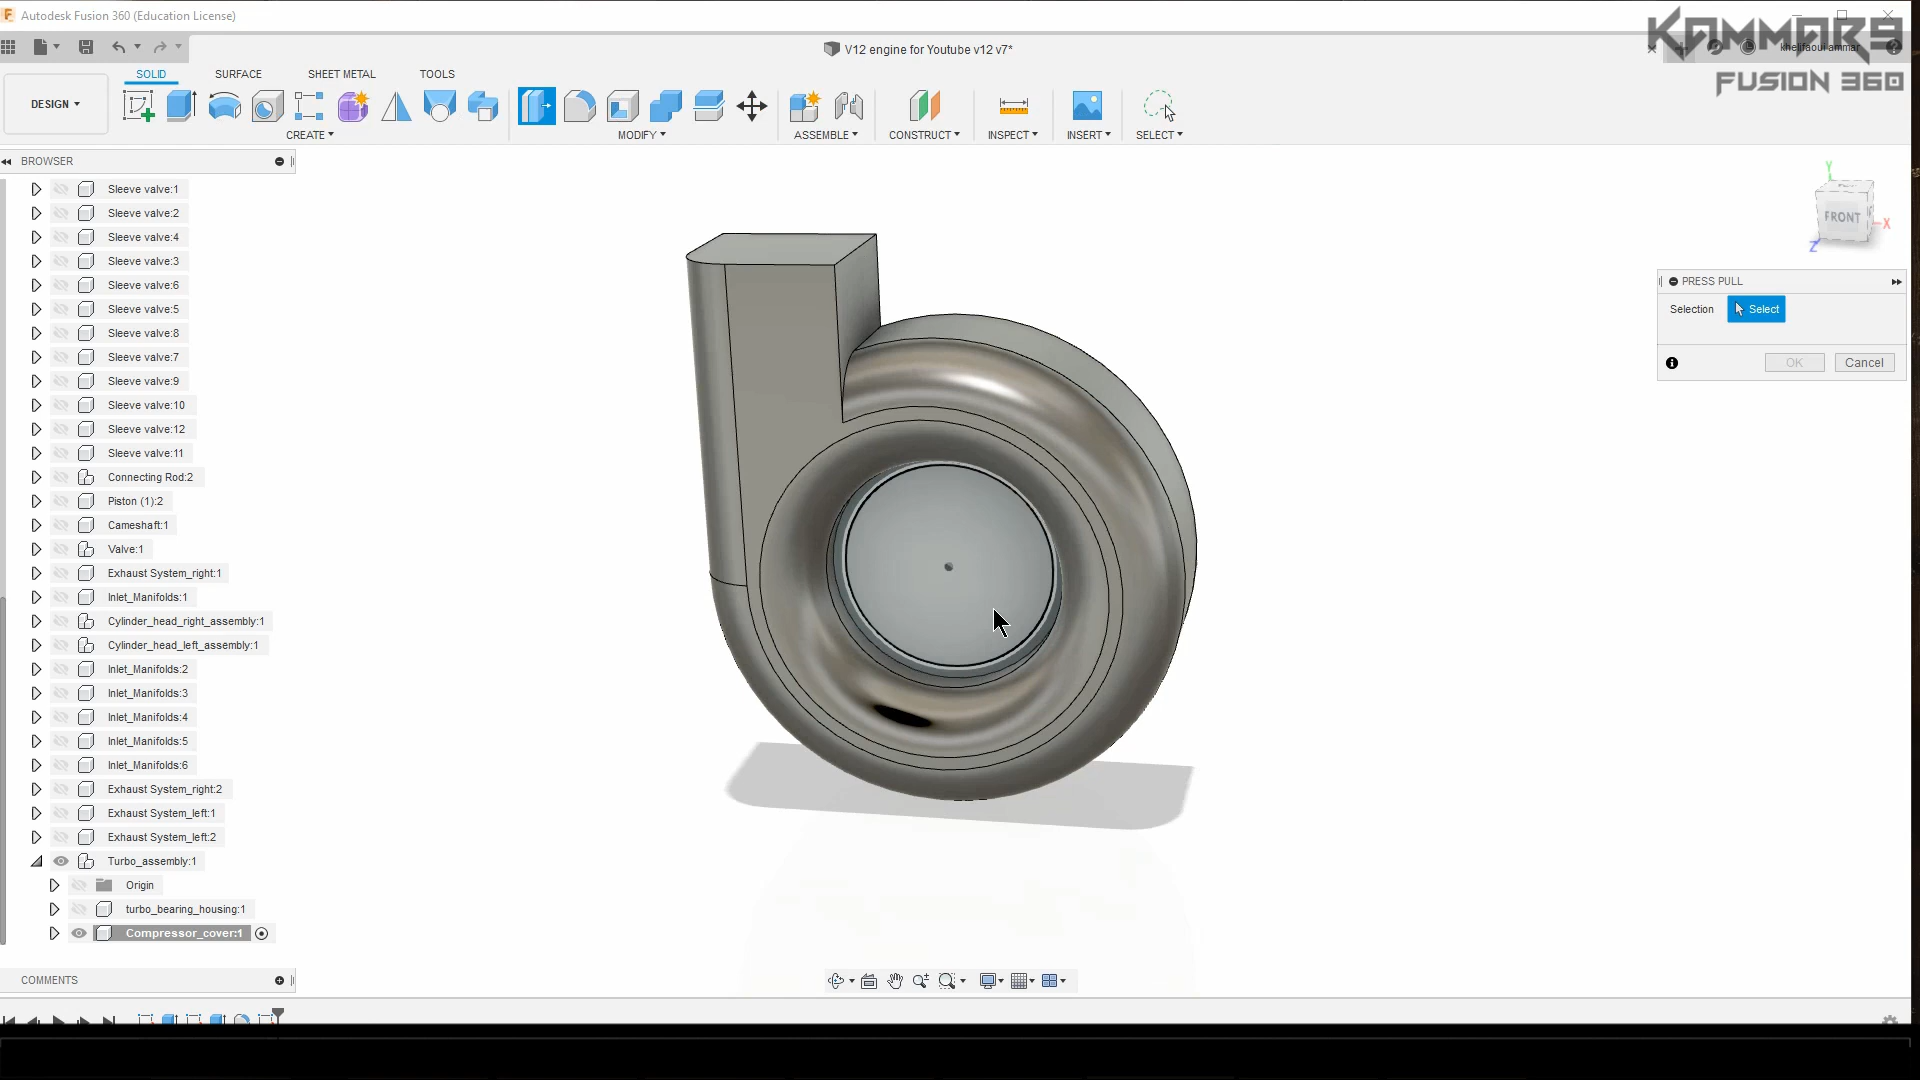 Autodesk Fusion 360 (Education License)
KAMMAR9
FUSION 360
V12 engine for Youtube v12 v7*
khelifaoui ammar
SOLID SURFACE SHEET METAL TOOLS
DESIGN
CREATE MODIFY ASSEMBLE CONSTRUCT INSPECT INSERT SELECT
BROWSER
Sleeve valve:1
Sleeve valve:2
Sleeve valve:4
Sleeve valve:3
Sleeve valve:6
Sleeve valve:5
Sleeve valve:8
Sleeve valve:7
Sleeve valve:9
Sleeve valve:10
Sleeve valve:12
Sleeve valve:11
Connecting Rod:2
Piston (1):2
Cameshaft:1
Valve:1
Exhaust System_right:1
Inlet_Manifolds:1
Cylinder_head_right_assembly:1
Cylinder_head_left_assembly:1
Inlet_Manifolds:2
Inlet_Manifolds:3
Inlet_Manifolds:4
Inlet_Manifolds:5
Inlet_Manifolds:6
Exhaust System_right:2
Exhaust System_left:1
Exhaust System_left:2
Turbo_assembly:1
Origin
turbo_bearing_housing:1
Compressor_cover:1
Y
FRONT
X
Z
PRESS PULL
Selection Select
OK Cancel
COMMENTS